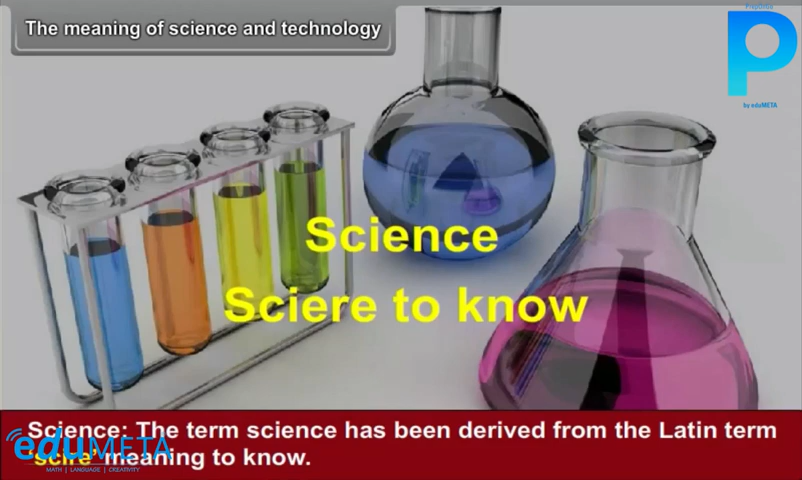 The meaning of science and technology
PrepOnto
P
by eduMETA
Science
Sciere to know
Science: The term science has been derived from the Latin term
'scire' meaning to know.
eduMETA
MATH | LANGUAGE | CREATIVITY